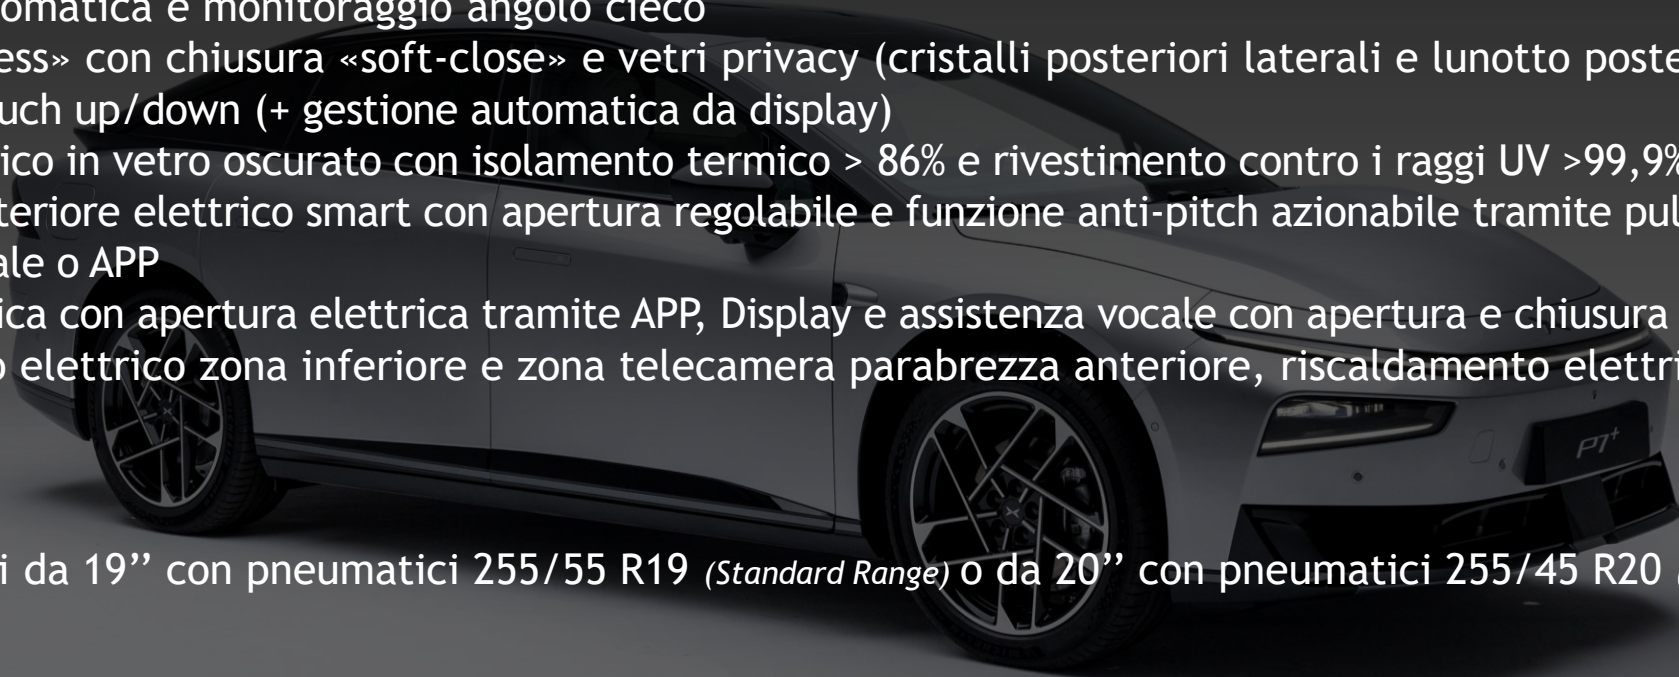 omatica e monitoraggio angolo cieco
ess» con chiusura «soft-close» e vetri privacy (cristalli posteriori laterali e lunotto poste
uch up/down (+ gestione automatica da display)
ico in vetro oscurato con isolamento termico > 86% e rivestimento contro i raggi UV >99,9%
teriore elettrico smart con apertura regolabile e funzione anti-pitch azionabile tramite pul
ale o APP
ica con apertura elettrica tramite APP, Display e assistenza vocale con apertura e chiusura
o elettrico zona inferiore e zona telecamera parabrezza anteriore, riscaldamento elettri
P7+
i da 19’’ con pneumatici 255/55 R19 (Standard Range) o da 20’’ con pneumatici 255/45 R20